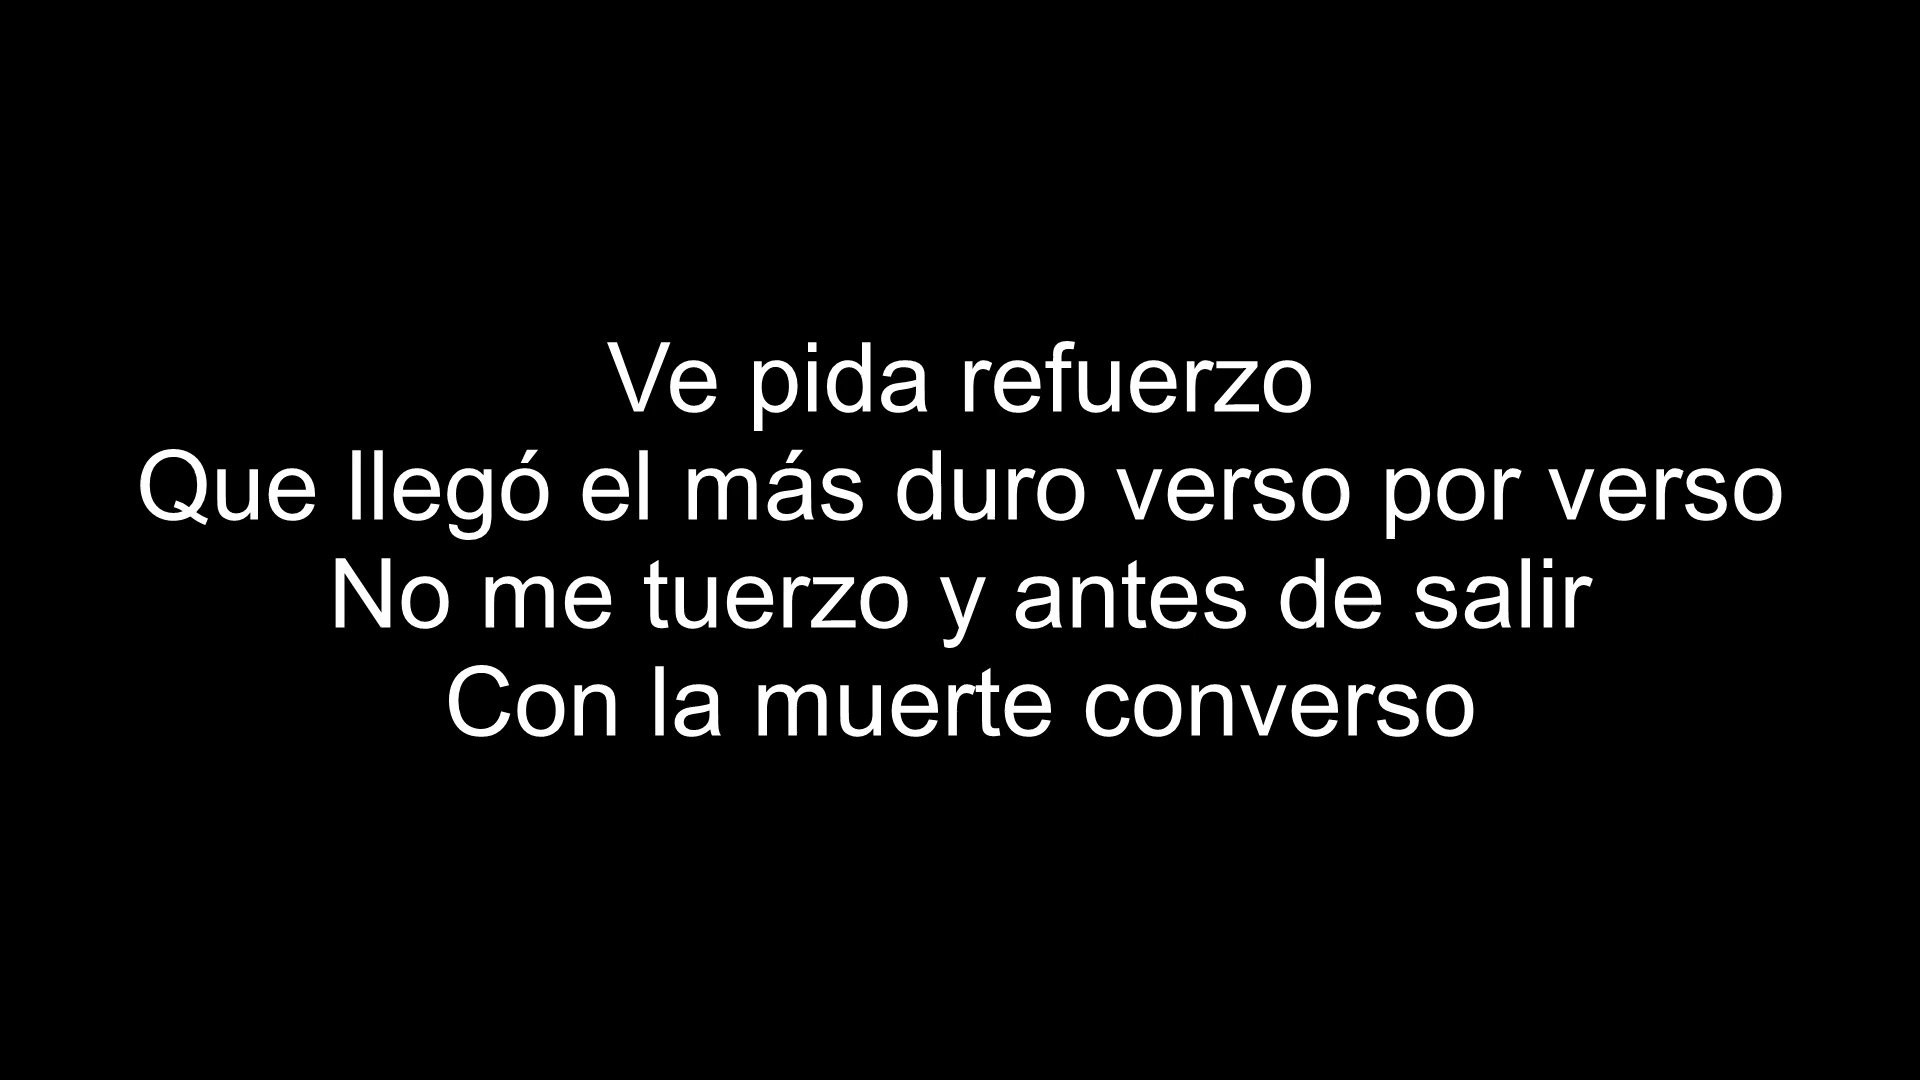 Ve pida refuerzo
Que llegó el más duro verso por verso
No me tuerzo y antes de salir
Con la muerte converso